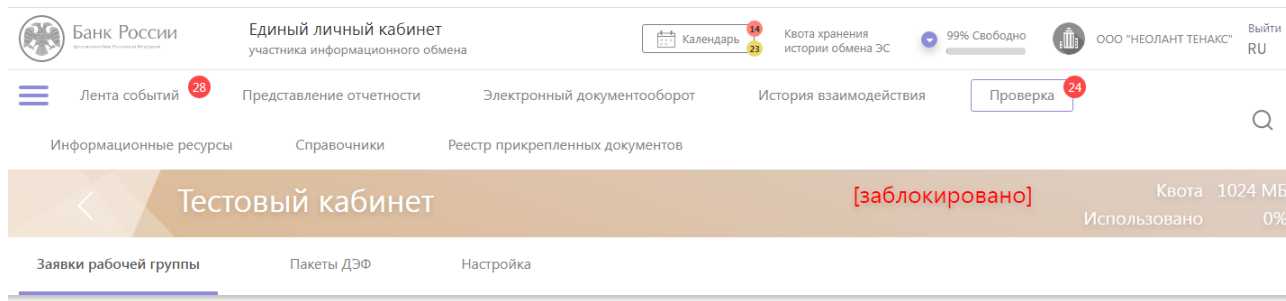 Банк России
Единый личный кабинет
участника информационного обмена
Календарь
14
23
Квота хранения
истории обмена ЭС
99% Свободно
ООО "НЕОЛАНТ ТЕНАКС"
Выйти
RU
Лента событий 28
Представление отчетности
Электронный документооборот
История взаимодействия
Проверка 24
Информационные ресурсы
Справочники
Реестр прикрепленных документов
Тестовый кабинет
[заблокировано]
Квота 1024 МБ
Использовано 0%
Заявки рабочей группы
Пакеты ДЭФ
Настройка